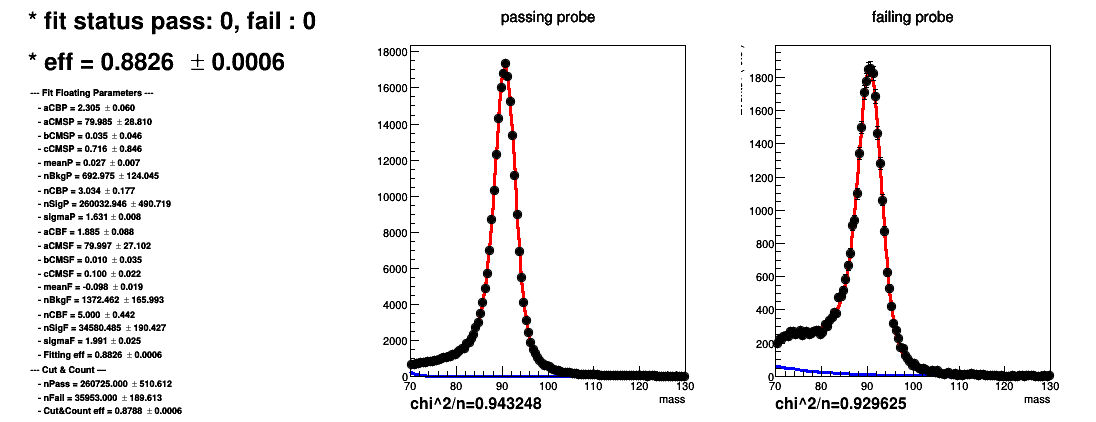 * fit status pass: 0, fail : 0
* eff = 0.8826 ± 0.0006
--- Fit Floating Parameters ---
- aCBP = 2.305 ± 0.060
- aCMSP = 79.985 ± 28.810
- bCMSP = 0.035 ± 0.046
- cCMSP = 0.716 ± 0.846
- meanP = 0.027 ± 0.007
- nBkgP = 692.975 ± 124.045
- nCBP = 3.034 ± 0.177
- nSigP = 260032.946 ± 490.719
- sigmaP = 1.631 ± 0.008
- aCBF = 1.885 ± 0.088
- aCMSF = 79.997 ± 27.102
- bCMSF = 0.010 ± 0.035
- cCMSF = 0.100 ± 0.022
- meanF = -0.098 ± 0.019
- nBkgF = 1372.462 ± 165.993
- nCBF = 5.000 ± 0.442
- nSigF = 34580.485 ± 190.427
- sigmaF = 1.991 ± 0.025
- Fitting eff = 0.8826 ± 0.0006
--- Cut & Count ---
- nPass = 260725.000 ± 510.612
- nFail = 35953.000 ± 189.613
- Cut&Count eff = 0.8788 ± 0.0006
passing probe
18000
16000
14000
12000
10000
8000
6000
4000
2000
0
70 80 90 100 110 120 130
mass
chi^2/n=0.943248
failing probe
1800
1600
1400
1200
1000
800
600
400
200
0
70 80 90 100 110 120 130
mass
chi^2/n=0.929625